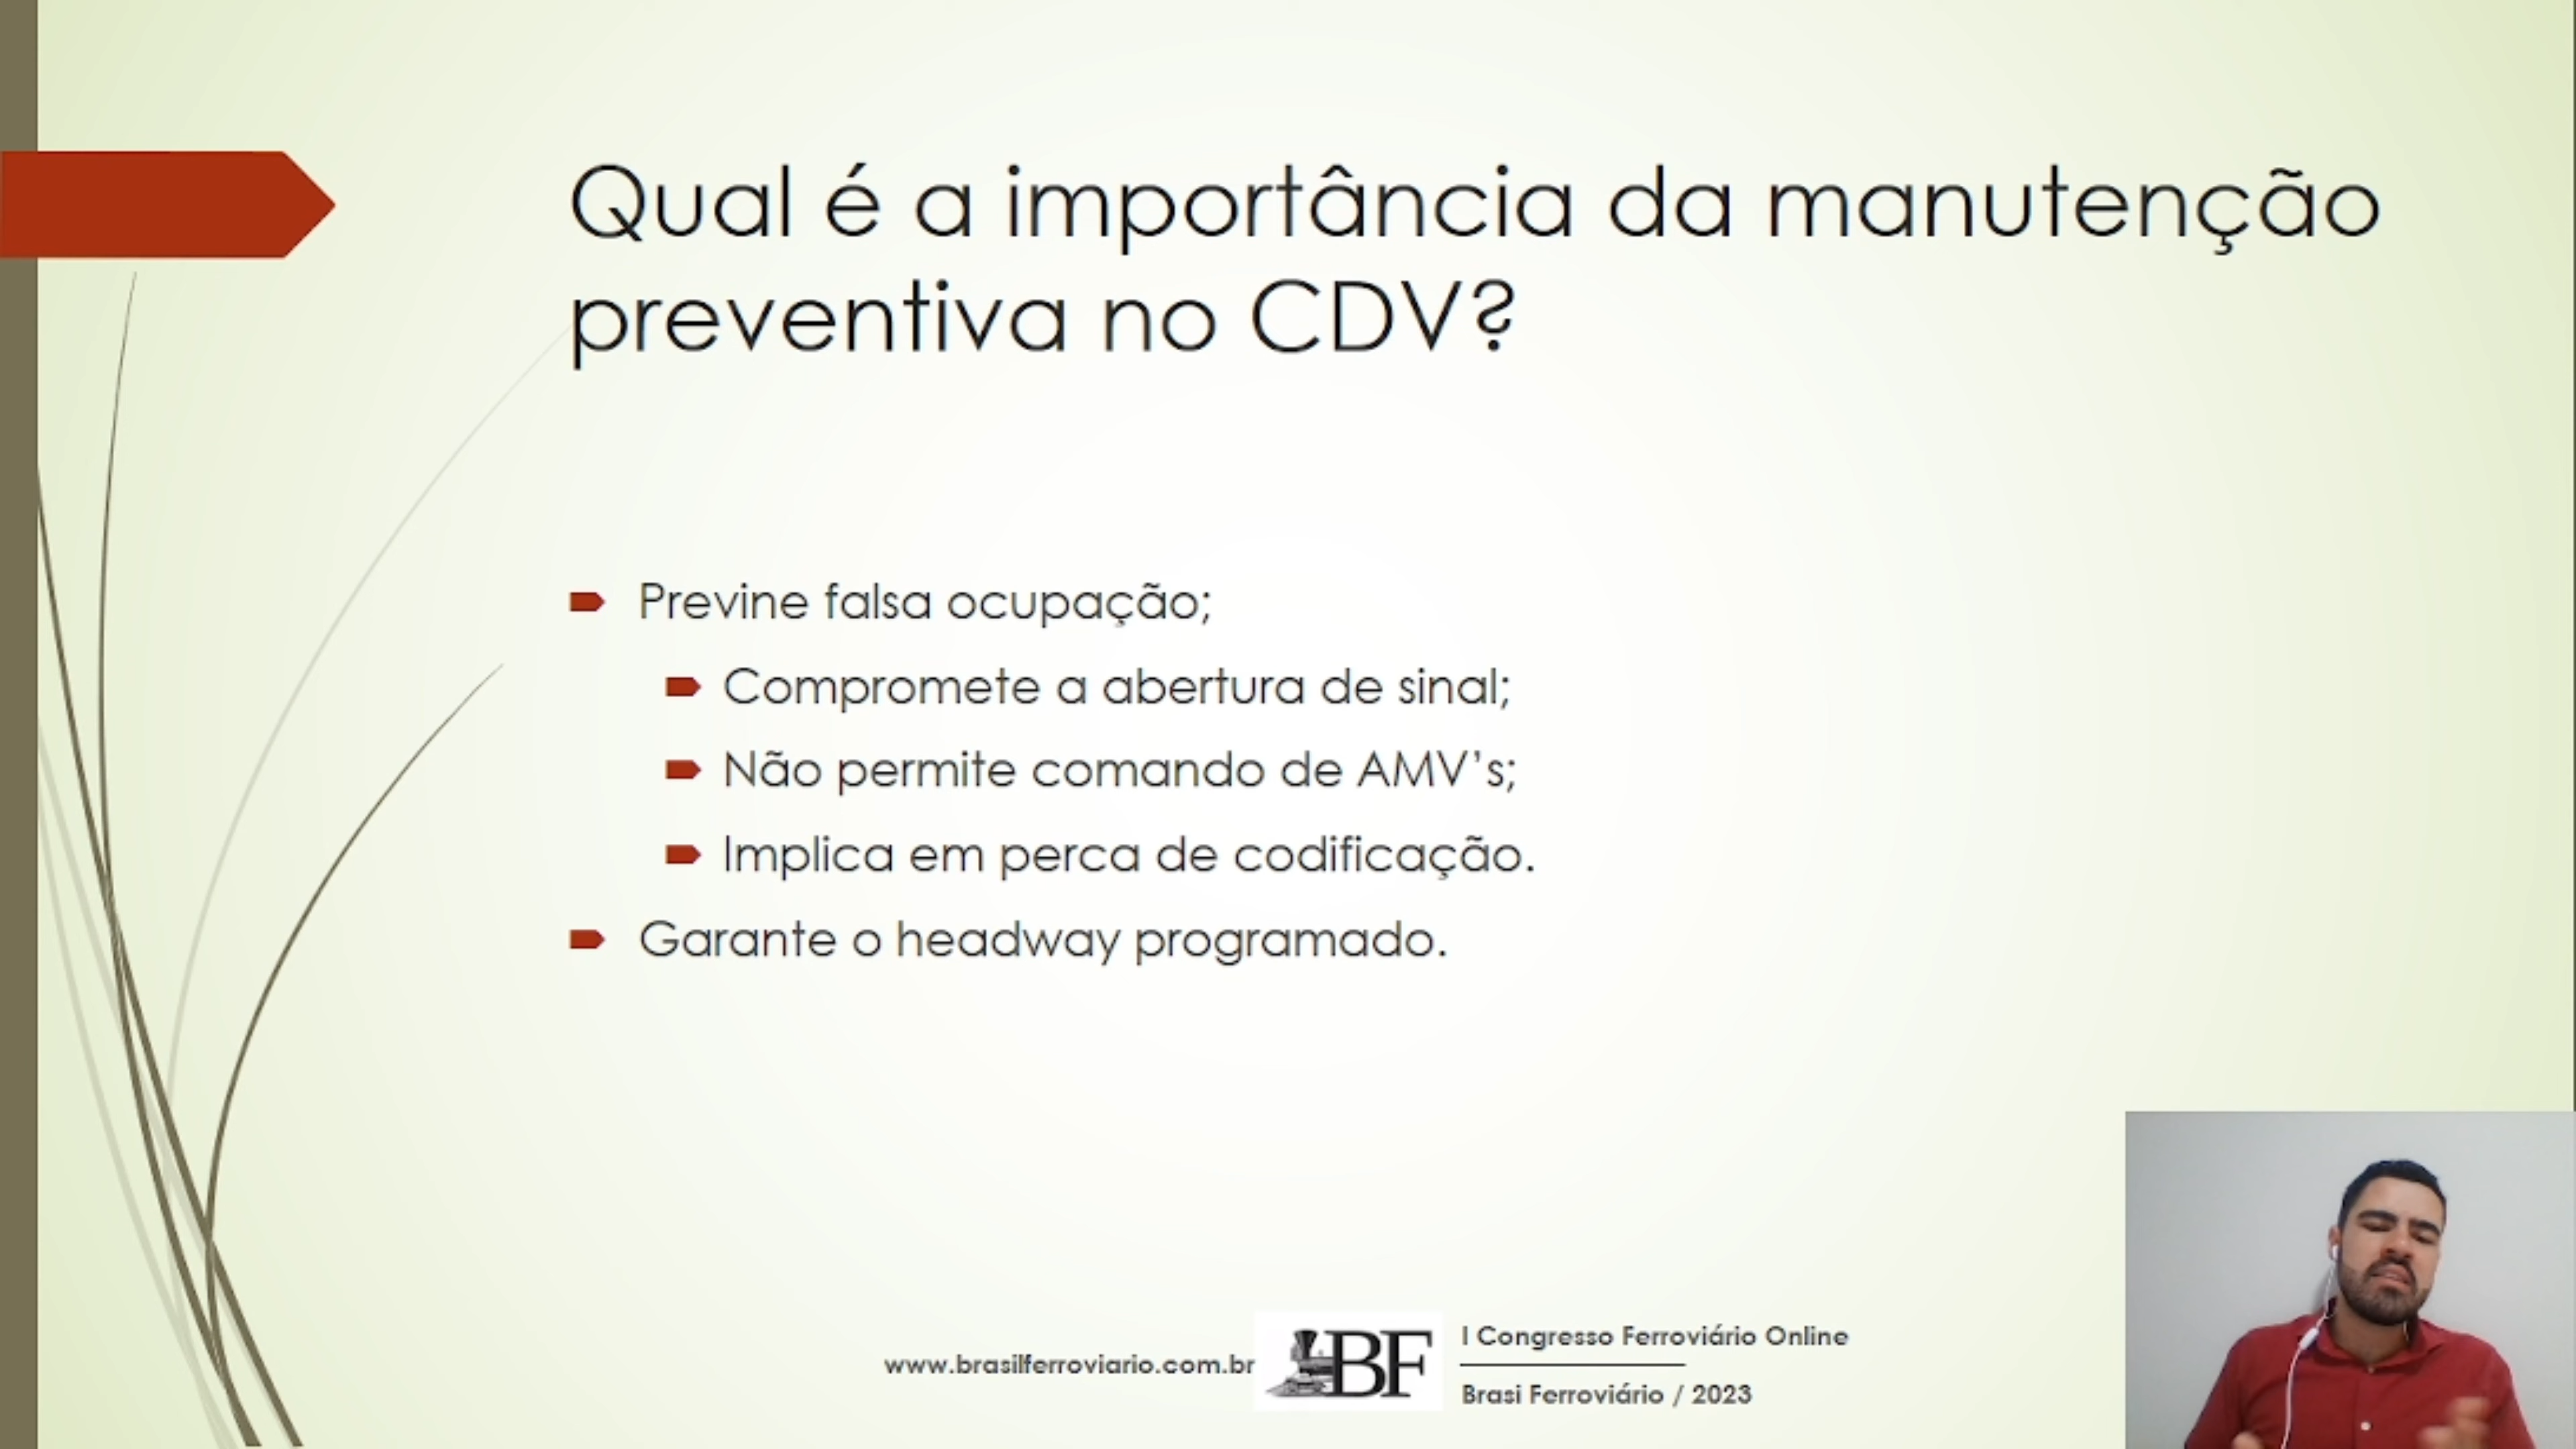 Qual é a importância da manutenção
preventiva no CDV?
Previne falsa ocupação;
Compromete a abertura de sinal;
Não permite comando de AMV's;
Implica em perca de codificação.
Garante o headway programado.
www.brasilferroviario.com.br
BF
I Congresso Ferroviário Online
Brasi Ferroviário / 2023